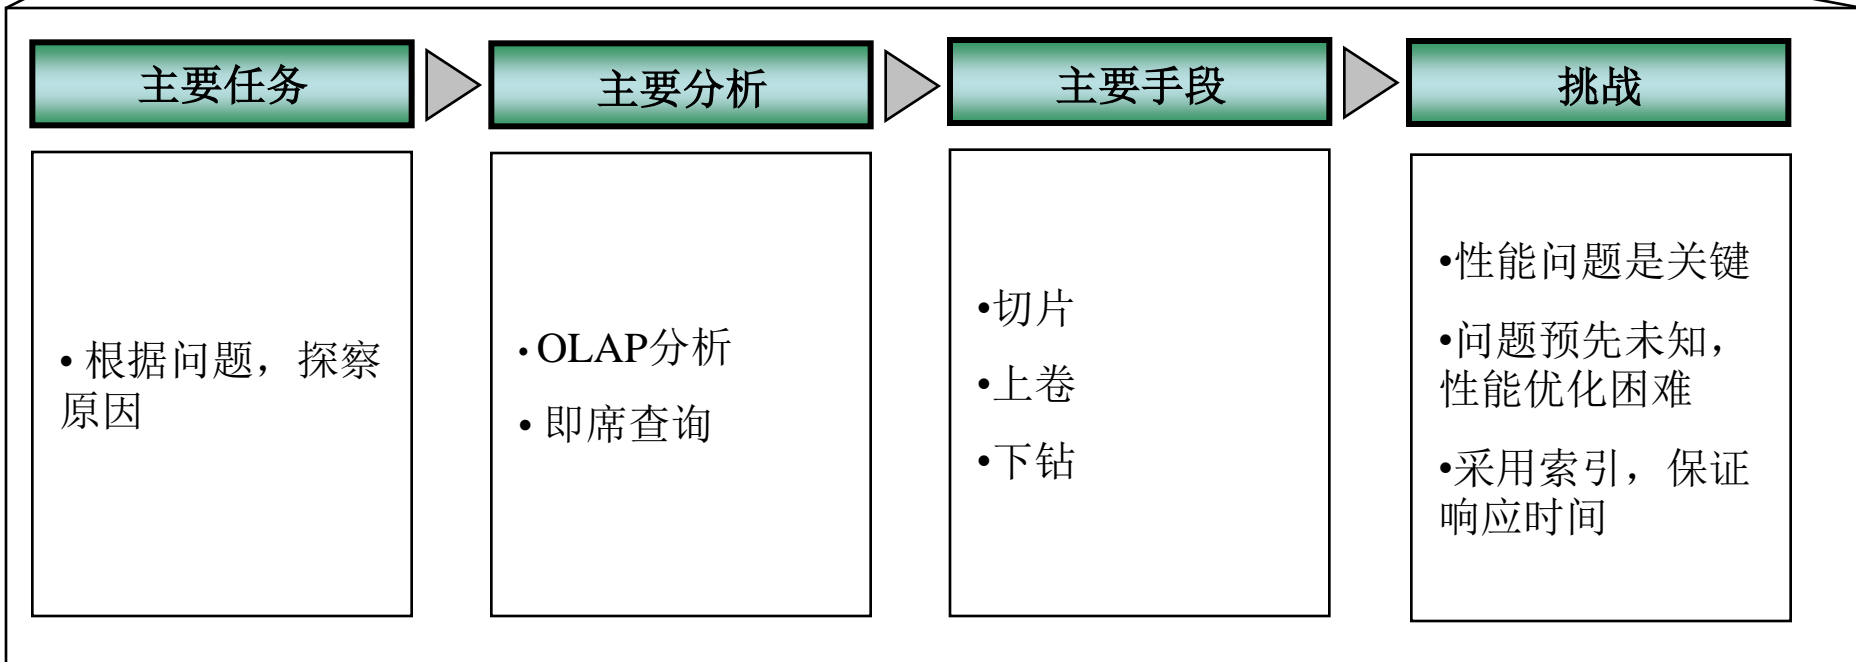 主要任务
主要分析
主要手段
挑战
• 根据问题，探察
原因
• OLAP分析
• 即席查询
•切片
•上卷
•下钻
•性能问题是关键
•问题预先未知，
性能优化困难
•采用索引，保证
响应时间